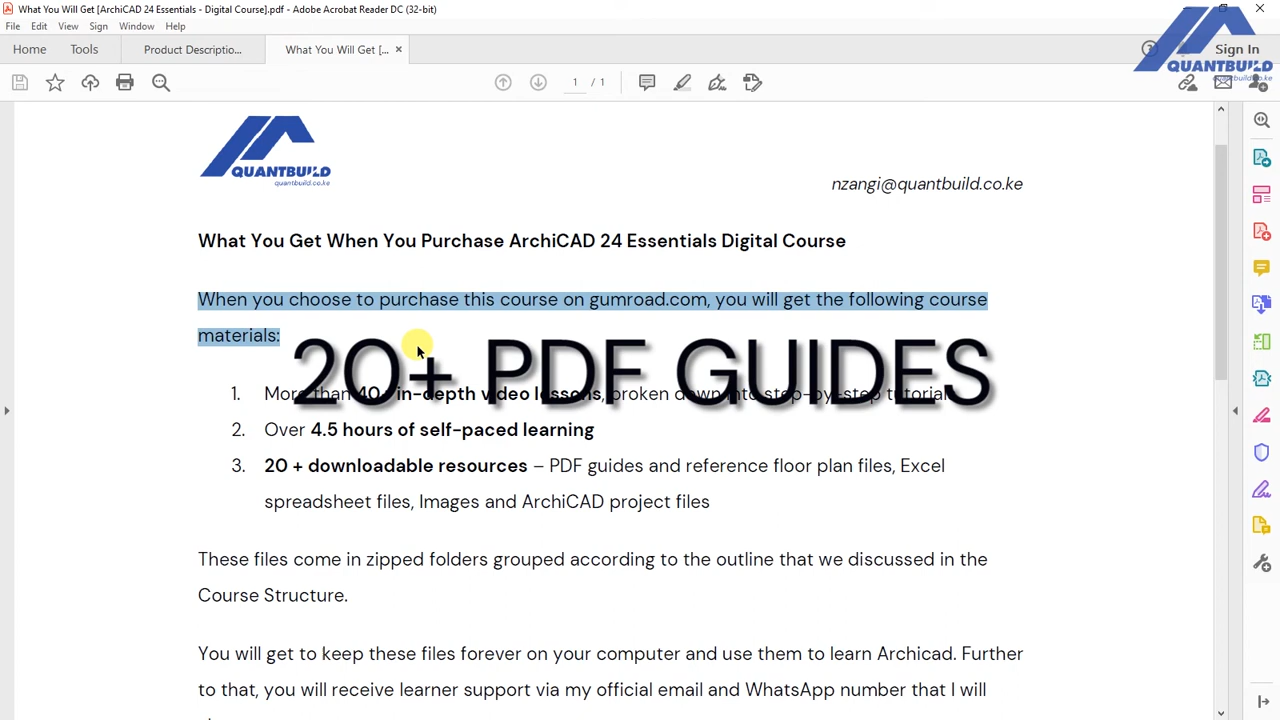 What You Will Get [ArchiCAD 24 Essentials - Digital Course].pdf - Adobe Acrobat Reader DC (32-bit)
File Edit View Sign Window Help
Home Tools Product Descriptio... What You Will Get [... × Sign In
QUANTBUILD
quantbuild.co.ke
1 / 1
QUANTBUILD
quantbuild.co.ke
nzangi@quantbuild.co.ke
What You Get When You Purchase ArchiCAD 24 Essentials Digital Course
When you choose to purchase this course on gumroad.com, you will get the following course
materials:
20+ PDF GUIDES
1. More than 40+ in-depth video lessons, broken down into step-by-step tutorial
2. Over 4.5 hours of self-paced learning
3. 20 + downloadable resources – PDF guides and reference floor plan files, Excel
spreadsheet files, Images and ArchiCAD project files
These files come in zipped folders grouped according to the outline that we discussed in the
Course Structure.
You will get to keep these files forever on your computer and use them to learn Archicad. Further
to that, you will receive learner support via my official email and WhatsApp number that I will